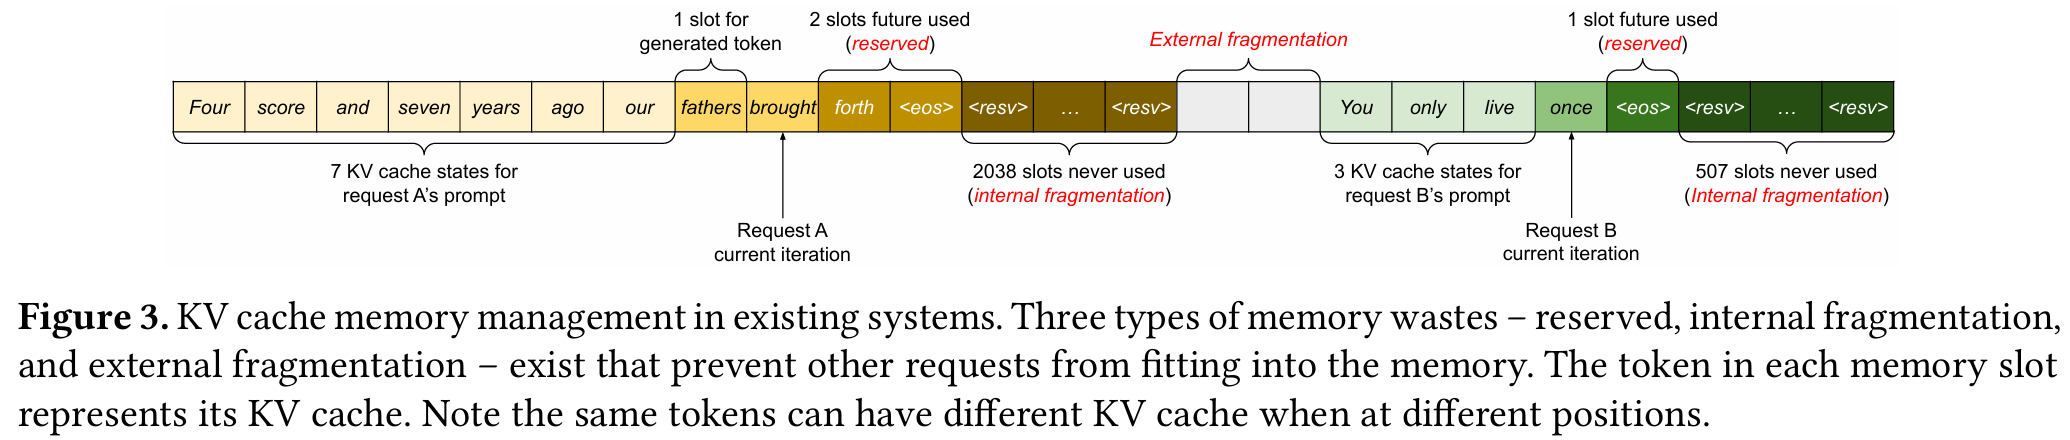 1 slot for
generated token
2 slots future used
(reserved)
External fragmentation
1 slot future used
(reserved)
Four score and seven years ago our fathers brought forth <eos> <resv> … <resv> You only live once <eos> <resv> … <resv>
7 KV cache states for
request A’s prompt
2038 slots never used
(internal fragmentation)
3 KV cache states for
request B’s prompt
507 slots never used
(Internal fragmentation)
Request A
current iteration
Request B
current iteration
Figure 3. KV cache memory management in existing systems. Three types of memory wastes – reserved, internal fragmentation,
and external fragmentation – exist that prevent other requests from fitting into the memory. The token in each memory slot
represents its KV cache. Note the same tokens can have different KV cache when at different positions.